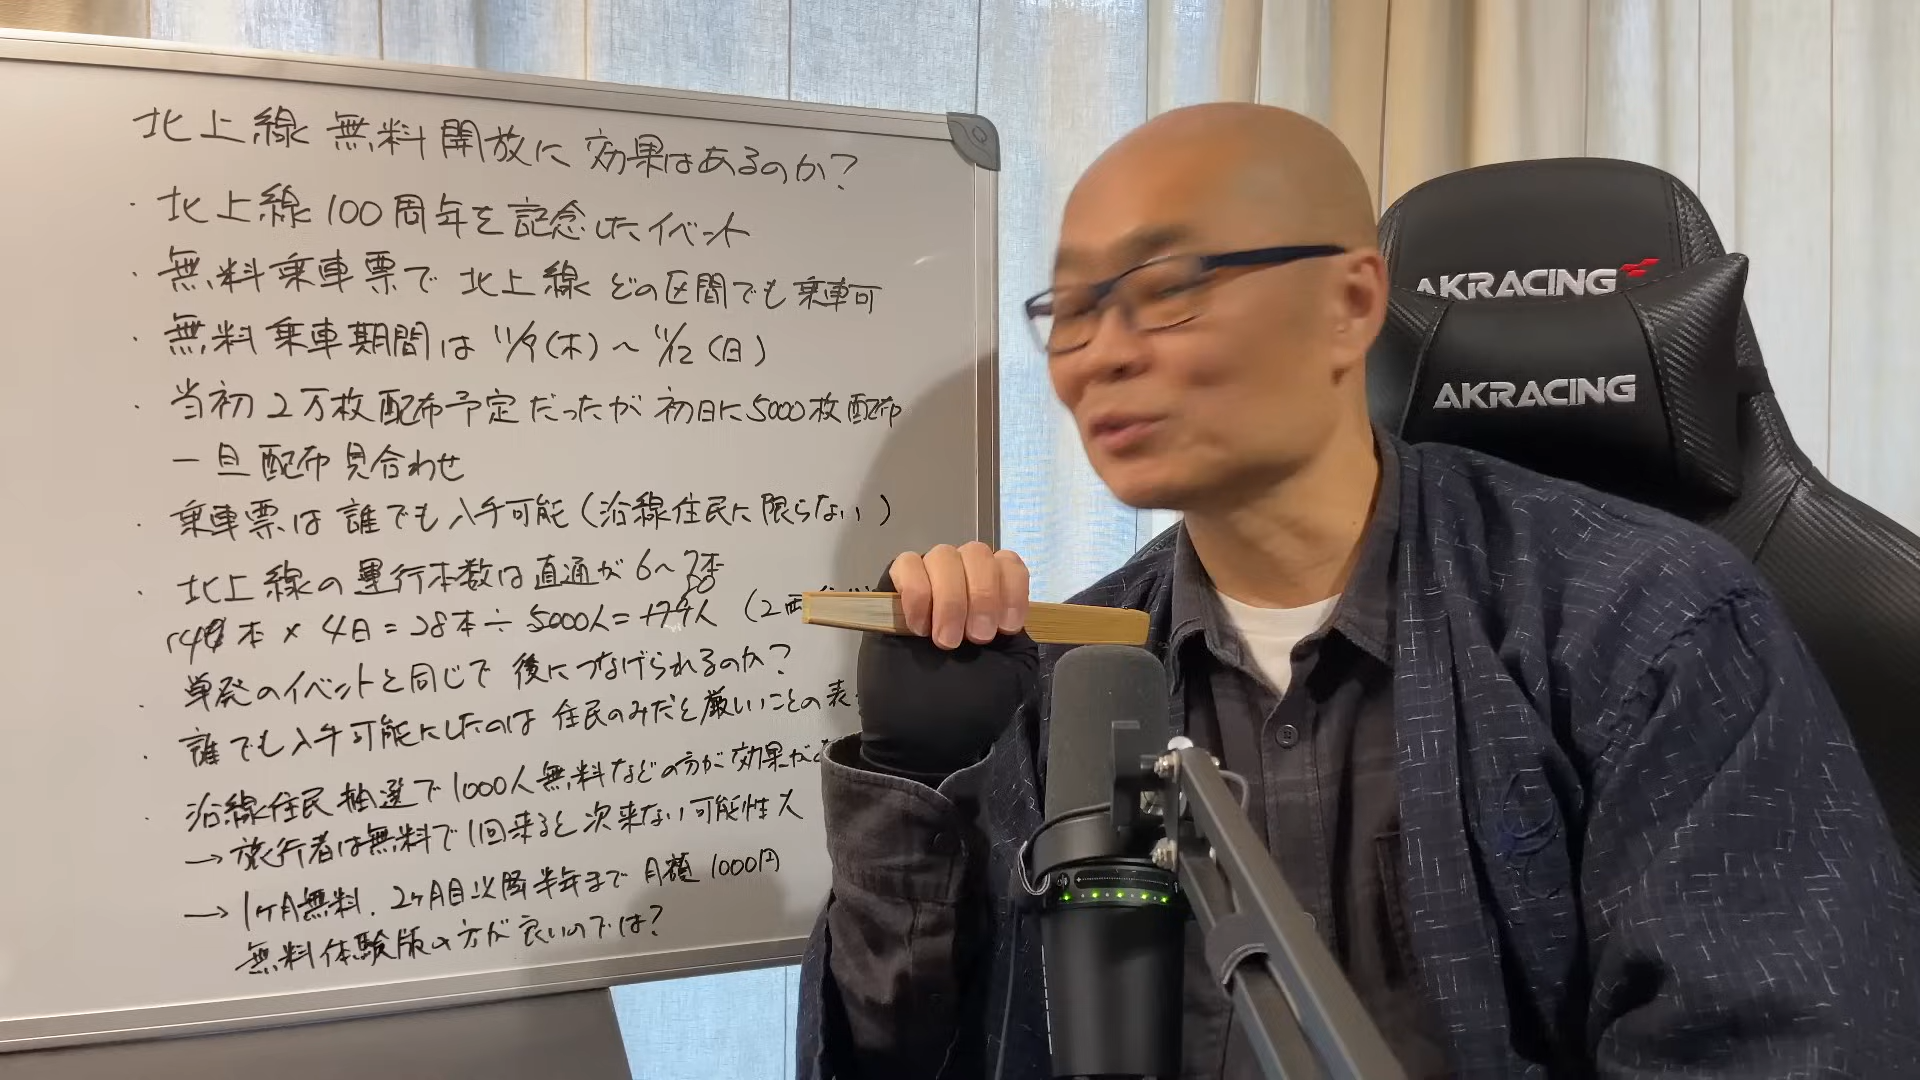 北上線 無料開放に効果はあるのか?
・北上線100周年を記念したイベント
・無料乗車票で北上線どの区間でも乗車可
・無料乗車期間は 11/9(木)～11/12(日)
・当初2万枚配布予定だったが初日に5000枚配布
一旦配布見合わせ
・乗車票は誰でも入手可能(沿線住民に限らない)
・北上線の運行本数は直通が6～7本
本×4日=28本÷5000人= 人 (2両
・単発のイベントと同じで後につなげられるのか?
・誰でも入手可能にしたのは住民のみだと厳しいことの表
・沿線住民抽選で1000人無料などの方が効果が
→旅行者は無料で1回来ると次来ない可能性大
→1ヶ月無料、2ヶ月目以降半年まで月額1000円
無料体験版の方が良いのでは?
AKRACING
AKRACING